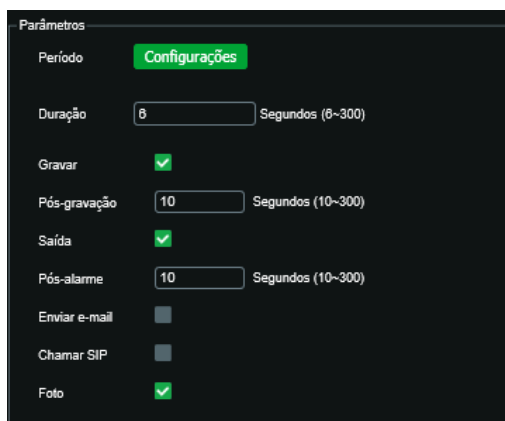 Parâmetros
Período Configurações
Duração 6 Segundos (6~300)
Gravar
Pós-gravação 10 Segundos (10~300)
Saída
Pós-alarme 10 Segundos (10~300)
Enviar e-mail
Chamar SIP
Foto